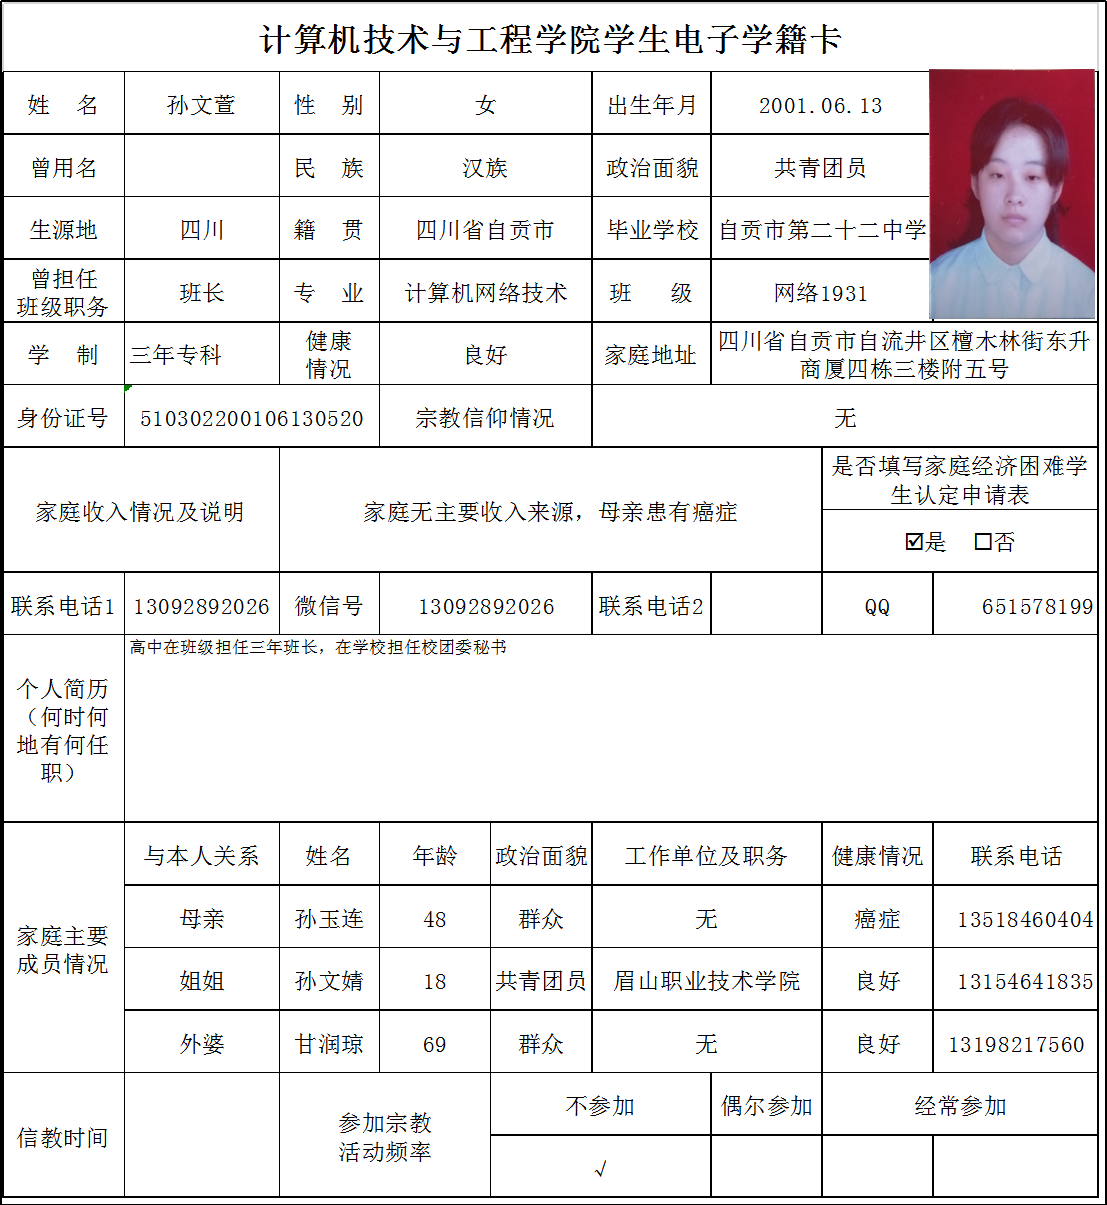 计算机技术与工程学院学生电子学籍卡
姓 名 孙文萱 性 别 女 出生年月 2001.06.13
曾用名 民 族 汉族 政治面貌 共青团员
生源地 四川 籍 贯 四川省自贡市 毕业学校 自贡市第二十二中学
曾担任
班级职务 班长 专 业 计算机网络技术 班 级 网络1931
学 制 三年专科 健康
情况 良好 家庭地址 四川省自贡市自流井区檀木林街东升
商厦四栋三楼附五号
身份证号 510302200106130520 宗教信仰情况 无
家庭收入情况及说明 家庭无主要收入来源，母亲患有癌症 是否填写家庭经济困难学
生认定申请表
☑是 □否
联系电话1 13092892026 微信号 13092892026 联系电话2 QQ 651578199
个人简历
（何时何
地有何任
职） 高中在班级担任三年班长，在学校担任校团委秘书
家庭主要
成员情况 与本人关系 姓名 年龄 政治面貌 工作单位及职务 健康情况 联系电话
母亲 孙玉连 48 群众 无 癌症 13518460404
姐姐 孙文婧 18 共青团员 眉山职业技术学院 良好 13154641835
外婆 甘润琼 69 群众 无 良好 13198217560
信教时间 参加宗教
活动频率 不参加 偶尔参加 经常参加
√